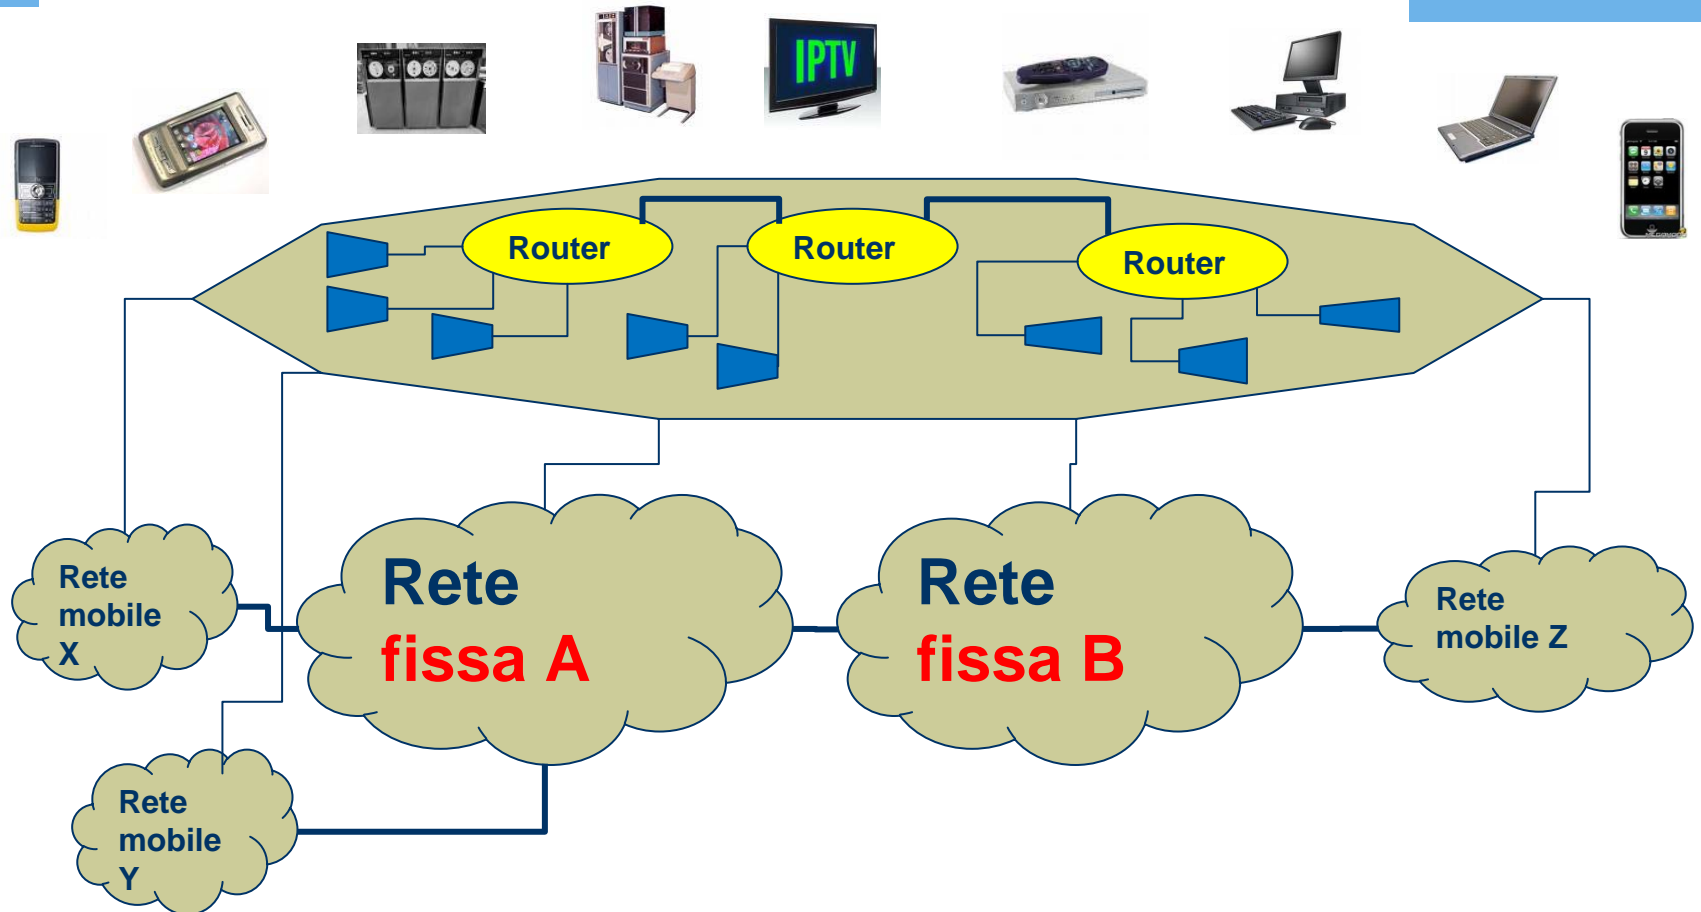 IPTV
Router
Router
Router
Rete
mobile
X
Rete
fissa A
Rete
fissa B
Rete
mobile Z
Rete
mobile
Y